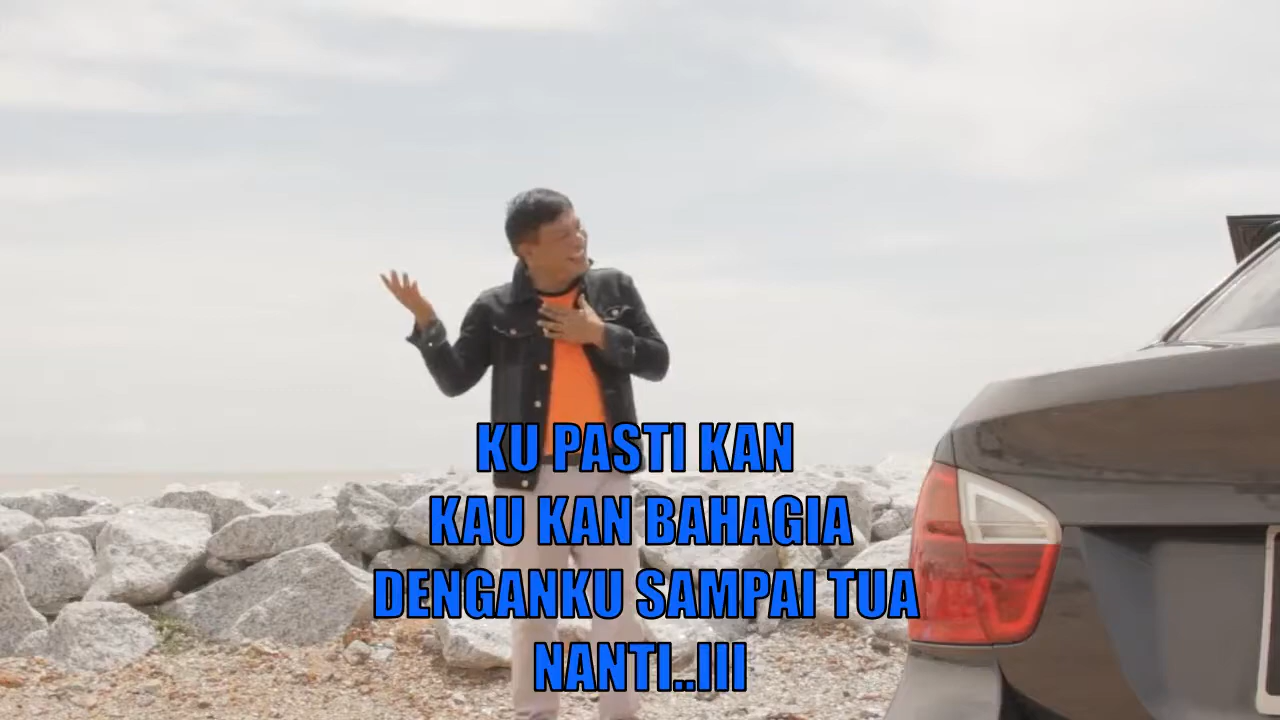 KU PASTI KAN
KAU KAN BAHAGIA
DENGANKU SAMPAI TUA
NANTI..III